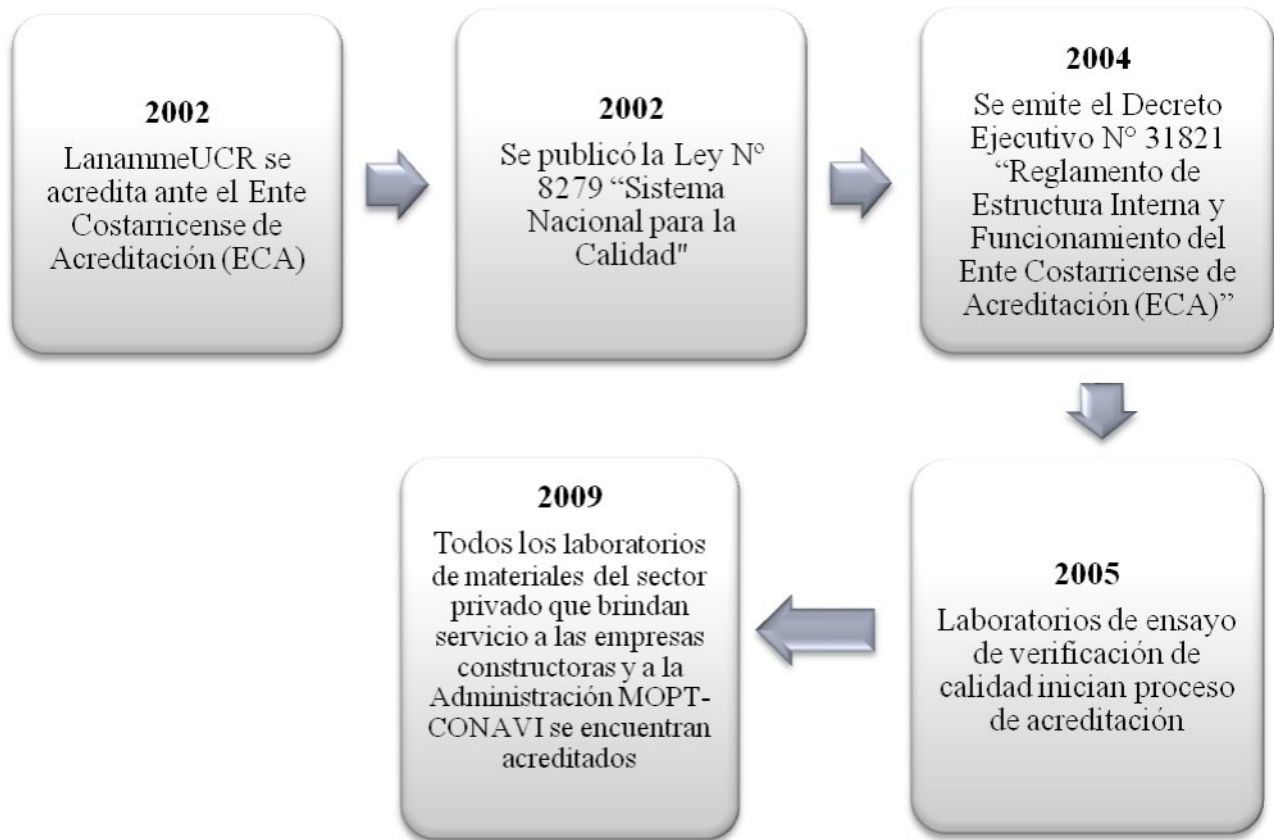 2002
LanammeUCR se
acredita ante el Ente
Costarricense de
Acreditación (ECA)
2002
Se publicó la Ley N°
8279 “Sistema
Nacional para la
Calidad"
2004
Se emite el Decreto
Ejecutivo N° 31821
“Reglamento de
Estructura Interna y
Funcionamiento del
Ente Costarricense de
Acreditación (ECA)”
2005
Laboratorios de ensayo
de verificación de
calidad inician proceso
de acreditación
2009
Todos los laboratorios
de materiales del sector
privado que brindan
servicio a las empresas
constructoras y a la
Administración MOPT-
CONAVI se encuentran
acreditados